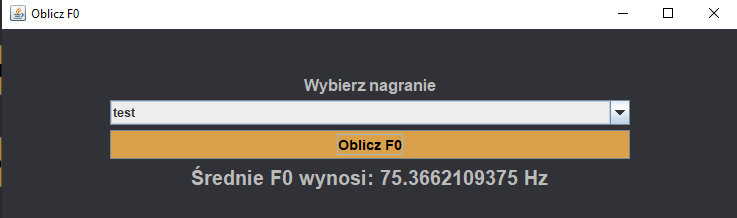 Oblicz F0
Wybierz nagranie
test
Oblicz F0
Średnie F0 wynosi: 75.3662109375 Hz